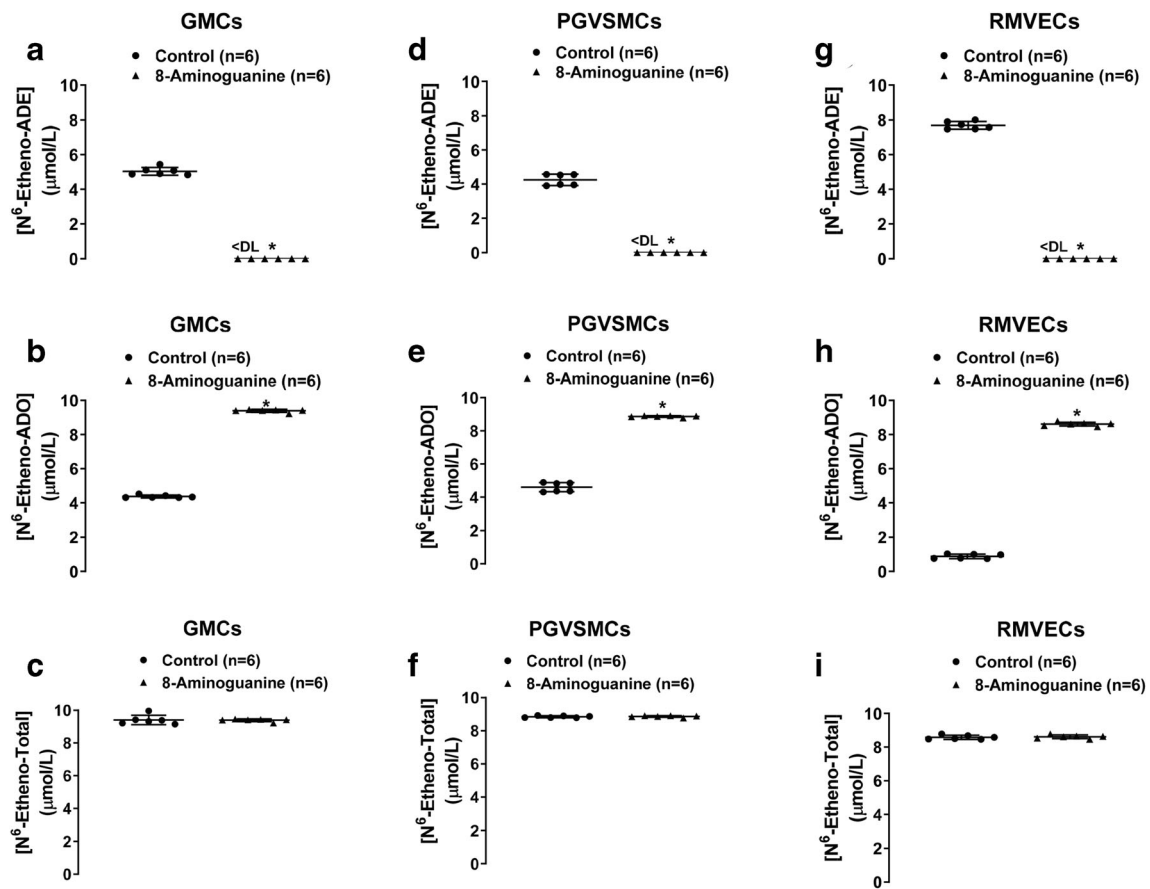 GMCs
a
Control (n=6)
8-Aminoguanine (n=6)
[N⁶-Etheno-ADE]
(µmol/L)
10
8
6
4
2
0
<DL *
PGVSMCs
d
Control (n=6)
8-Aminoguanine (n=6)
[N⁶-Etheno-ADE]
(µmol/L)
10
8
6
4
2
0
<DL *
RMVECs
g
Control (n=6)
8-Aminoguanine (n=6)
[N⁶-Etheno-ADE]
(µmol/L)
10
8
6
4
2
0
<DL *
GMCs
b
Control (n=6)
8-Aminoguanine (n=6)
[N⁶-Etheno-ADO]
(µmol/L)
10
8
6
4
2
0
*
PGVSMCs
e
Control (n=6)
8-Aminoguanine (n=6)
[N⁶-Etheno-ADO]
(µmol/L)
10
8
6
4
2
0
*
RMVECs
h
Control (n=6)
8-Aminoguanine (n=6)
[N⁶-Etheno-ADO]
(µmol/L)
10
8
6
4
2
0
*
GMCs
c
Control (n=6)
8-Aminoguanine (n=6)
[N⁶-Etheno-Total]
(µmol/L)
10
8
6
4
2
0
PGVSMCs
f
Control (n=6)
8-Aminoguanine (n=6)
[N⁶-Etheno-Total]
(µmol/L)
10
8
6
4
2
0
RMVECs
i
Control (n=6)
8-Aminoguanine (n=6)
[N⁶-Etheno-Total]
(µmol/L)
10
8
6
4
2
0